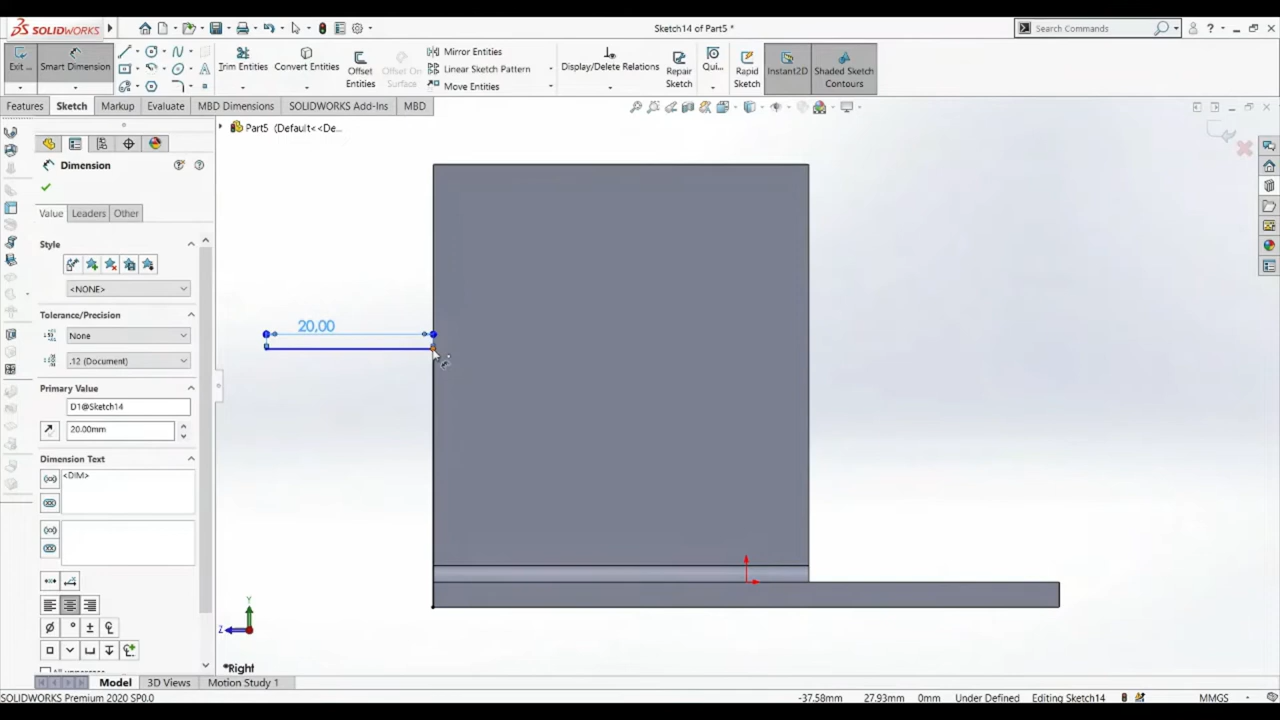 SOLIDWORKS
Sketch14 of Part5 *
Search Commands
?
Exit ...
Smart Dimension
Trim Entities
Convert Entities
Offset Entities
Offset On Surface
Mirror Entities
Linear Sketch Pattern
Move Entities
Display/Delete Relations
Repair Sketch
Qui...
Rapid Sketch
Instant2D
Shaded Sketch Contours
Features
Sketch
Markup
Evaluate
MBD Dimensions
SOLIDWORKS Add-Ins
MBD
Part5 (Default<<De...
Dimension
Value
Leaders
Other
Style
<NONE>
Tolerance/Precision
None
.12 (Document)
Primary Value
D1@Sketch14
20.00mm
Dimension Text
<DIM>
20,00
Y
Z
*Right
Model
3D Views
Motion Study 1
SOLIDWORKS Premium 2020 SP0.0
-37.58mm
27.93mm
0mm
Under Defined
Editing Sketch14
MMGS